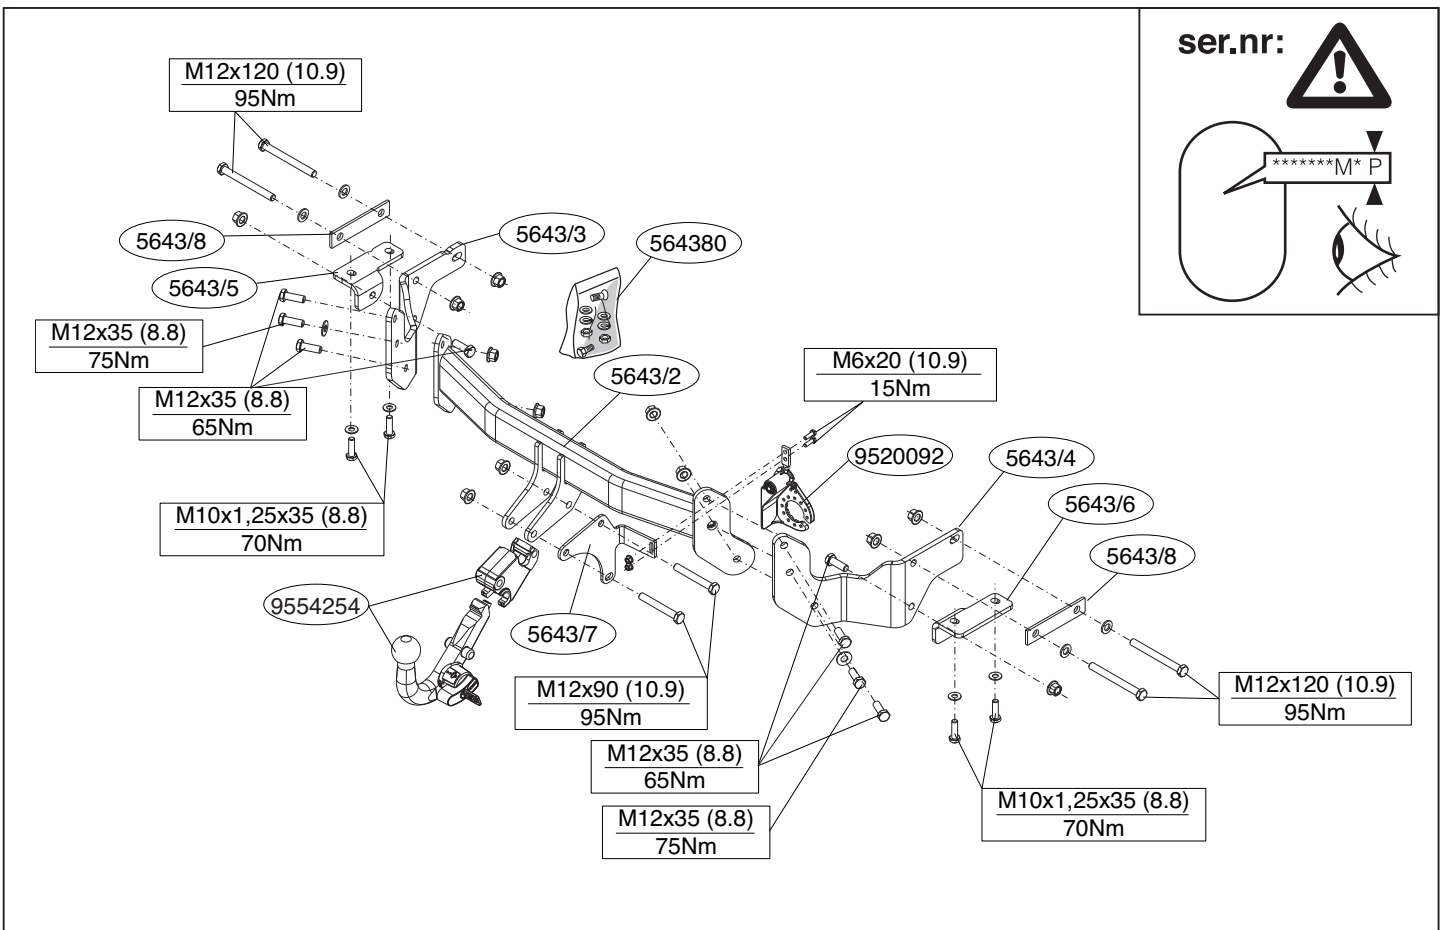 ser.nr:
*******M* P
M12x120 (10.9)
95Nm
5643/8
5643/3
564380
5643/5
M12x35 (8.8)
75Nm
M12x35 (8.8)
65Nm
5643/2
M6x20 (10.9)
15Nm
9520092
5643/4
5643/6
5643/8
M10x1,25x35 (8.8)
70Nm
9554254
5643/7
M12x90 (10.9)
95Nm
M12x120 (10.9)
95Nm
M12x35 (8.8)
65Nm
M10x1,25x35 (8.8)
70Nm
M12x35 (8.8)
75Nm